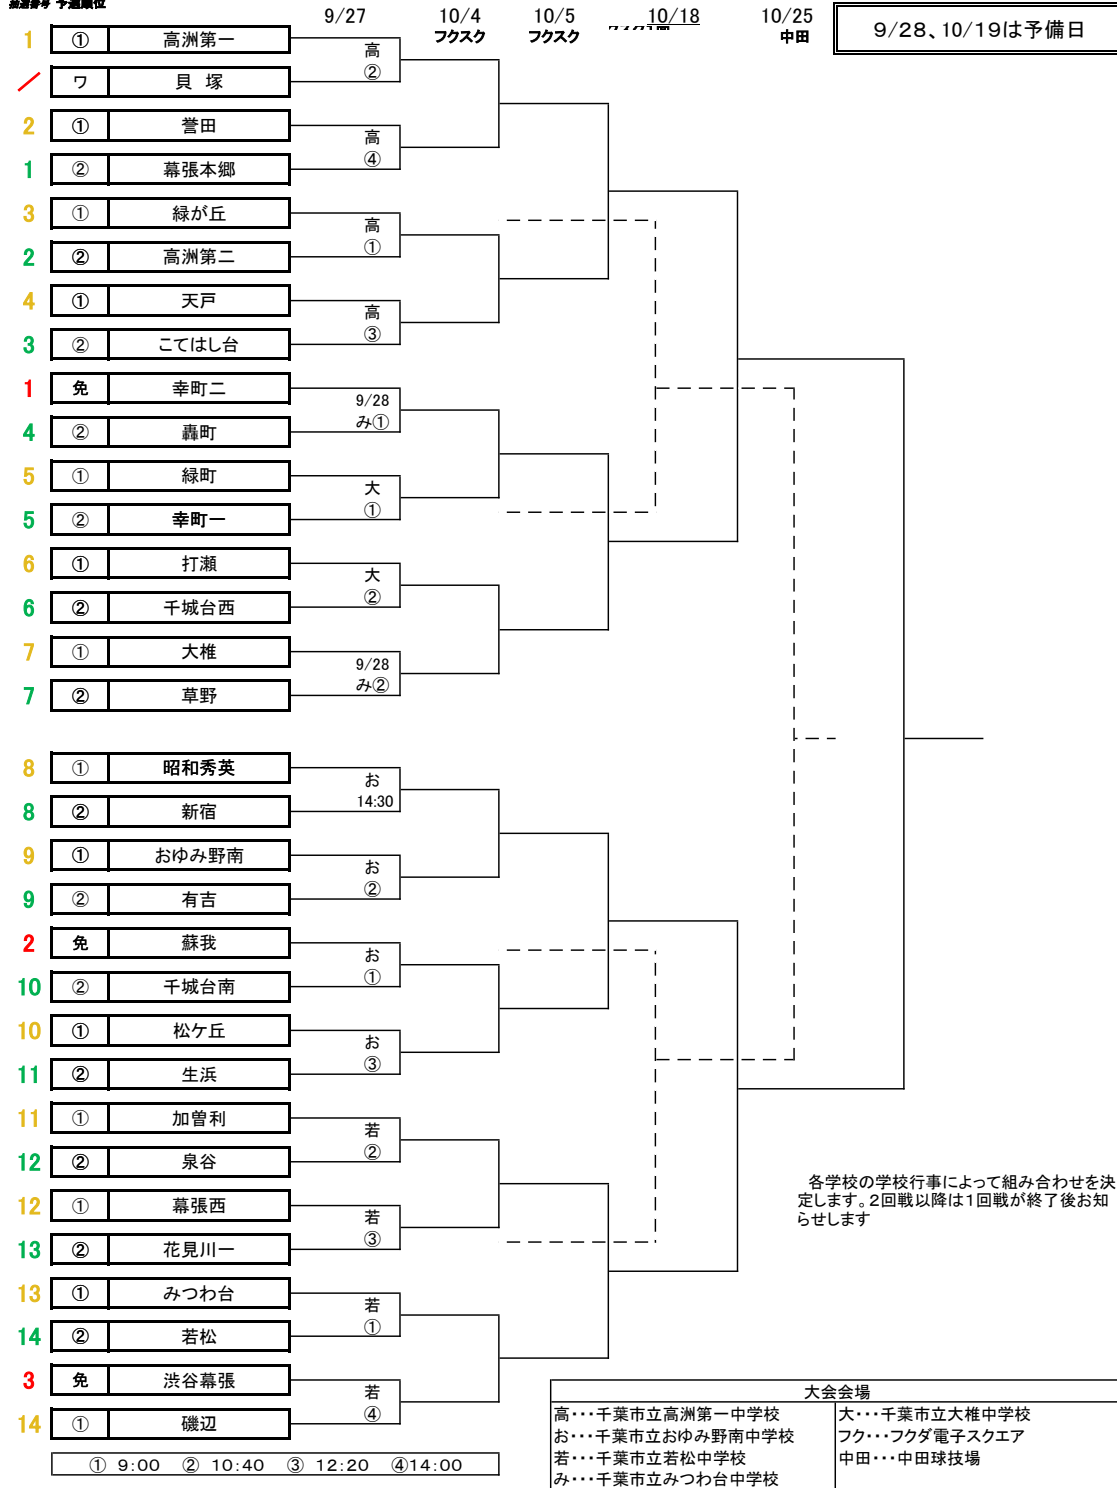 抽選番号 予選順位
9/27 10/4 10/5 10/18 10/25
フクスク フクスク 中田
9/28、10/19は予備日
1 ① 高洲第一
高
②
ワ 貝 塚
2 ① 誉田
高
④
1 ② 幕張本郷
3 ① 緑が丘
高
①
2 ② 高洲第二
4 ① 天戸
高
③
3 ② こてはし台
1 免 幸町二
9/28
み①
4 ② 轟町
5 ① 緑町
大
①
5 ② 幸町一
6 ① 打瀬
大
②
6 ② 千城台西
7 ① 大椎
9/28
み②
7 ② 草野
8 ① 昭和秀英
お
14:30
8 ② 新宿
9 ① おゆみ野南
お
②
9 ② 有吉
2 免 蘇我
お
①
10 ② 千城台南
10 ① 松ケ丘
お
③
11 ② 生浜
11 ① 加曽利
若
②
12 ② 泉谷
12 ① 幕張西
若
③
13 ② 花見川一
13 ① みつわ台
若
①
14 ② 若松
3 免 渋谷幕張
若
④
14 ① 磯辺
① 9:00 ② 10:40 ③ 12:20 ④14:00
各学校の学校行事によって組み合わせを決
定します。2回戦以降は1回戦が終了後お知
らせします
大会会場
高･･･千葉市立高洲第一中学校 大･･･千葉市立大椎中学校
お･･･千葉市立おゆみ野南中学校 フク･･･フクダ電子スクエア
若･･･千葉市立若松中学校 中田･･･中田球技場
み･･･千葉市立みつわ台中学校